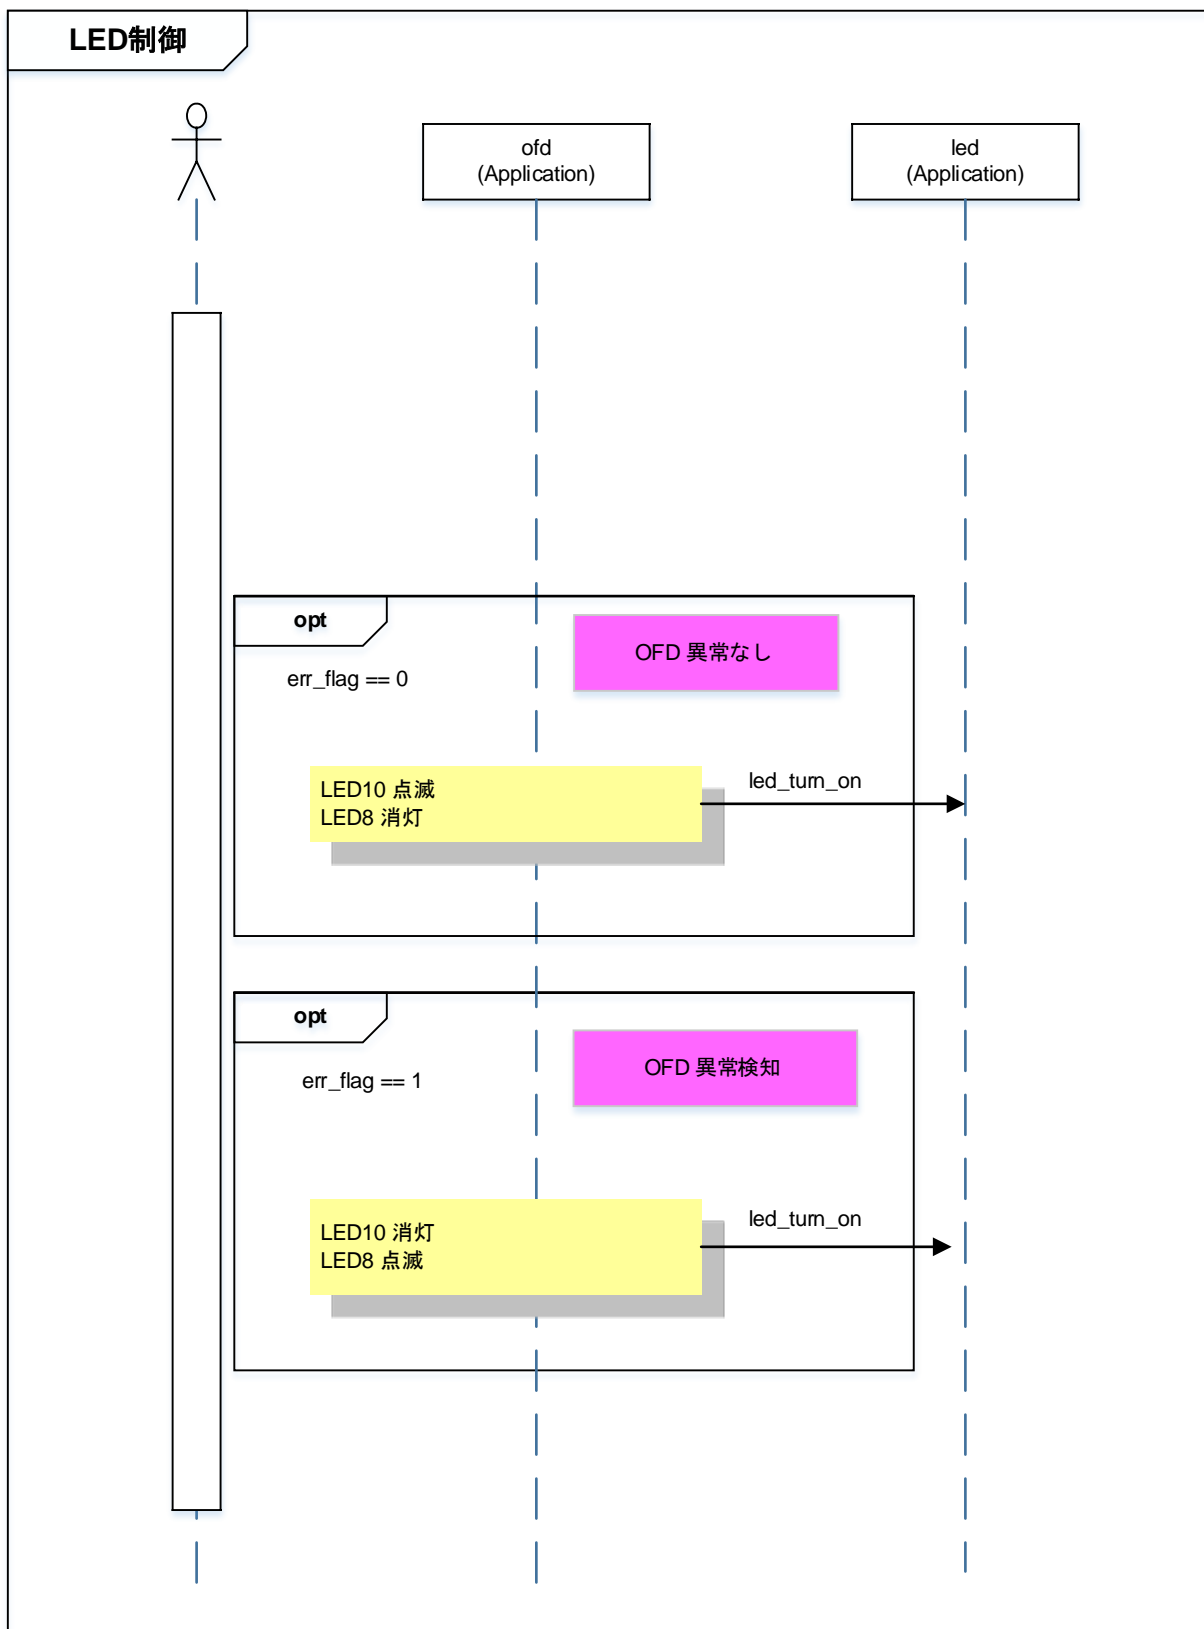 LED制御
ofd
(Application)
led
(Application)
opt
OFD 異常なし
err_flag == 0
LED10 点滅
LED8 消灯
led_turn_on
opt
OFD 異常検知
err_flag == 1
LED10 消灯
LED8 点滅
led_turn_on